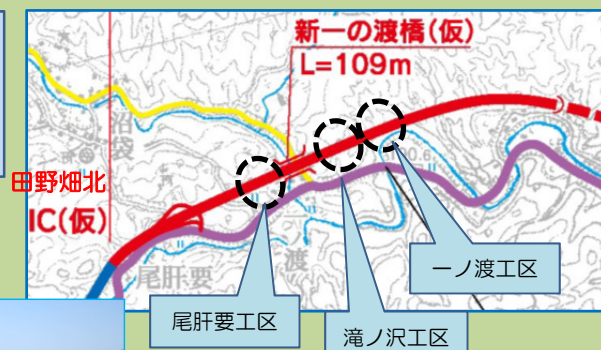 新一の渡橋(仮)
L=109m
沼袋
田野畑北
IC(仮)
尾肝要
渡
一ノ渡工区
尾肝要工区
滝ノ沢工区